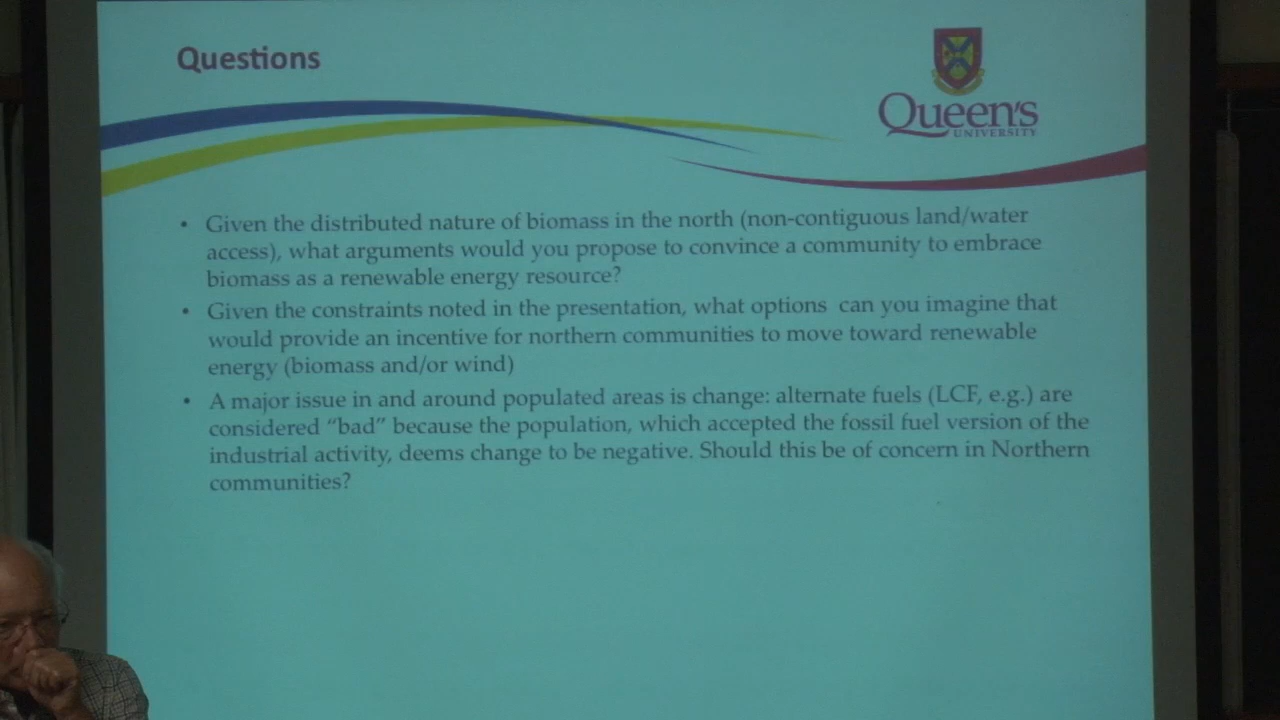 Questions
Queen's
UNIVERSITY
• Given the distributed nature of biomass in the north (non-contiguous land/water
access), what arguments would you propose to convince a community to embrace
biomass as a renewable energy resource?
• Given the constraints noted in the presentation, what options can you imagine that
would provide an incentive for northern communities to move toward renewable
energy (biomass and/or wind)
• A major issue in and around populated areas is change: alternate fuels (LCF, e.g.) are
considered “bad” because the population, which accepted the fossil fuel version of the
industrial activity, deems change to be negative. Should this be of concern in Northern
communities?